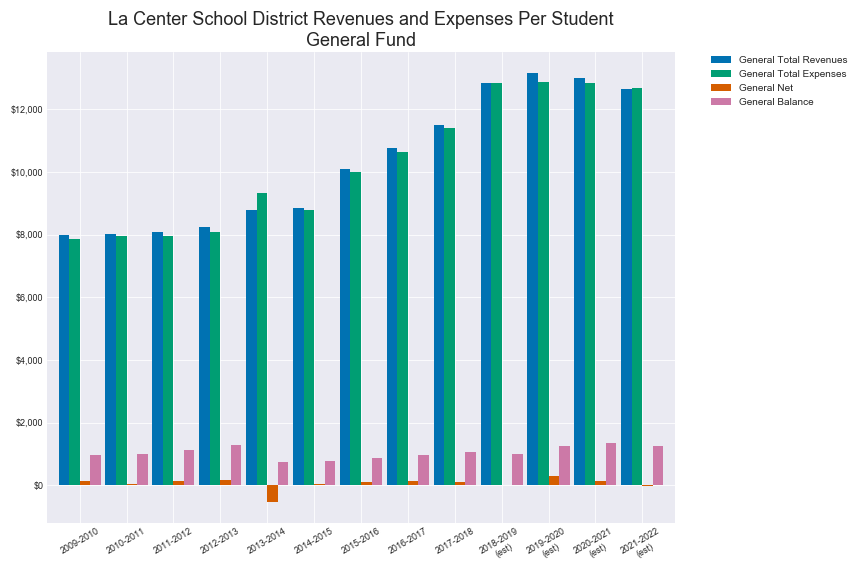 La Center School District Revenues and Expenses Per Student
General Fund
General Total Revenues
General Total Expenses
General Net
General Balance
$12,000
$10,000
$8,000
$6,000
$4,000
$2,000
$0
2009-2010
2010-2011
2011-2012
2012-2013
2013-2014
2014-2015
2015-2016
2016-2017
2017-2018
2018-2019
(est)
2019-2020
(est)
2020-2021
(est)
2021-2022
(est)